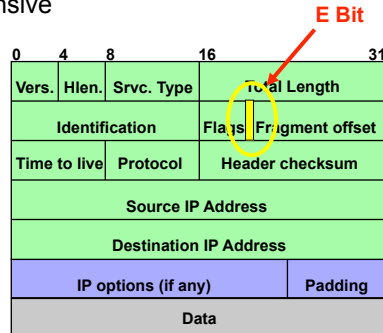 nsive
E Bit
0 4 8 16 31
Vers. Hlen. Srvc. Type Total Length
Identification Flags Fragment offset
Time to live Protocol Header checksum
Source IP Address
Destination IP Address
IP options (if any) Padding
Data